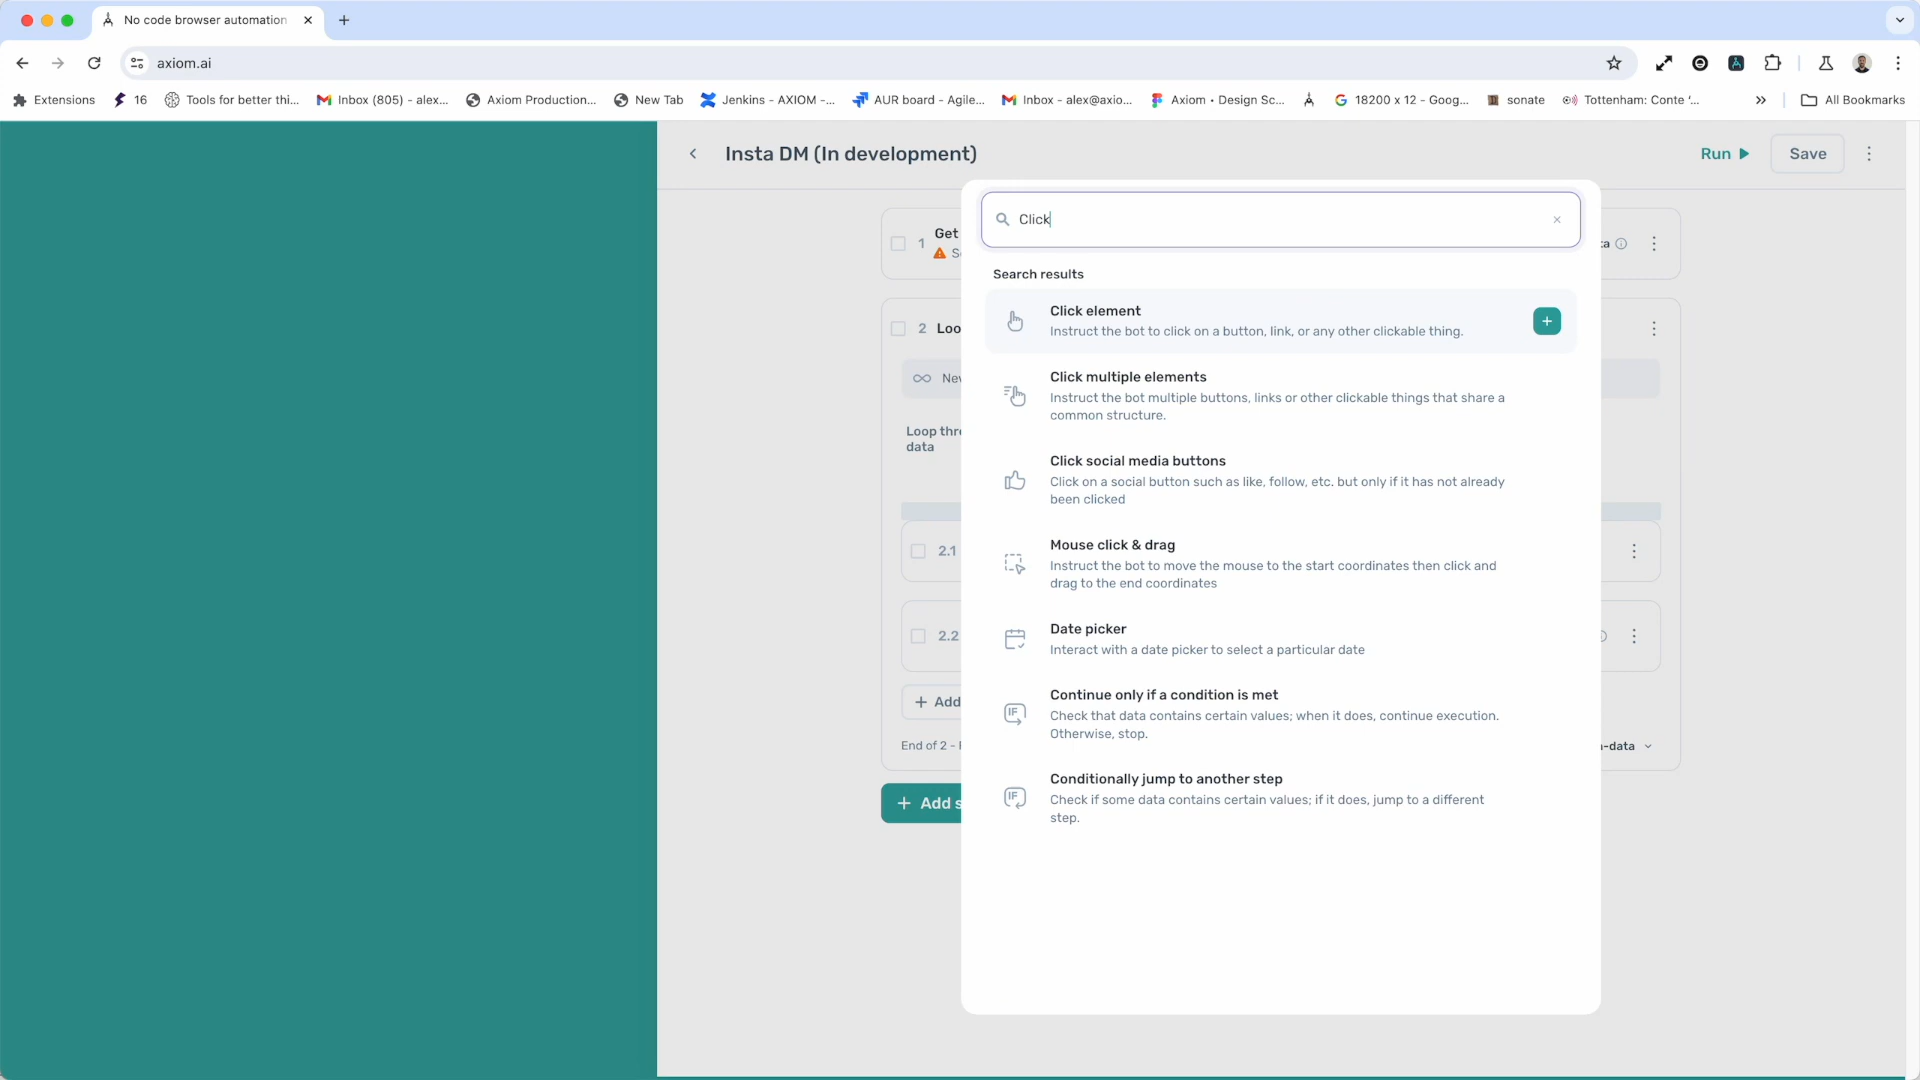 No code browser automation
axiom.ai
Extensions
16
Tools for better thi...
Inbox (805) - alex...
Axiom Production...
New Tab
Jenkins - AXIOM -...
AUR board - Agile...
Inbox - alex@axio...
Axiom • Design Sc...
18200 x 12 - Goog...
sonate
Tottenham: Conte '...
All Bookmarks
Insta DM (In development)
Run
Save
Click
1
Get
2
Loo
Nev
Loop thr
data
2.1
2.2
+ Add
End of 2 -
-data
+ Add s
Search results
Click element
Instruct the bot to click on a button, link, or any other clickable thing.
Click multiple elements
Instruct the bot multiple buttons, links or other clickable things that share a
common structure.
Click social media buttons
Click on a social button such as like, follow, etc. but only if it has not already
been clicked
Mouse click & drag
Instruct the bot to move the mouse to the start coordinates then click and
drag to the end coordinates
Date picker
Interact with a date picker to select a particular date
IF
Continue only if a condition is met
Check that data contains certain values; when it does, continue execution.
Otherwise, stop.
IF
Conditionally jump to another step
Check if some data contains certain values; if it does, jump to a different
step.